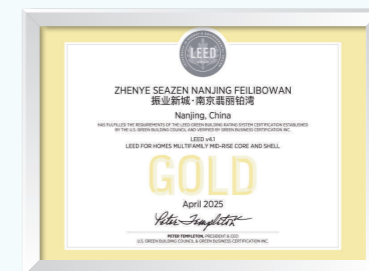 LEED
ZHENYE SEAZEN NANJING FEILIBOWAN
振业新城·南京翡丽铂湾
Nanjing, China
HAS FULFILLED THE REQUIREMENTS OF THE LEED GREEN BUILDING RATING SYSTEM CERTIFICATION ESTABLISHED
BY THE U.S. GREEN BUILDING COUNCIL AND VERIFIED BY GREEN BUSINESS CERTIFICATION INC.
LEED v4.1
LEED FOR HOMES MULTIFAMILY MID-RISE CORE AND SHELL
GOLD
April 2025
Peter Templeton
PETER TEMPLETON, PRESIDENT & CEO
U.S. GREEN BUILDING COUNCIL & GREEN BUSINESS CERTIFICATION INC.